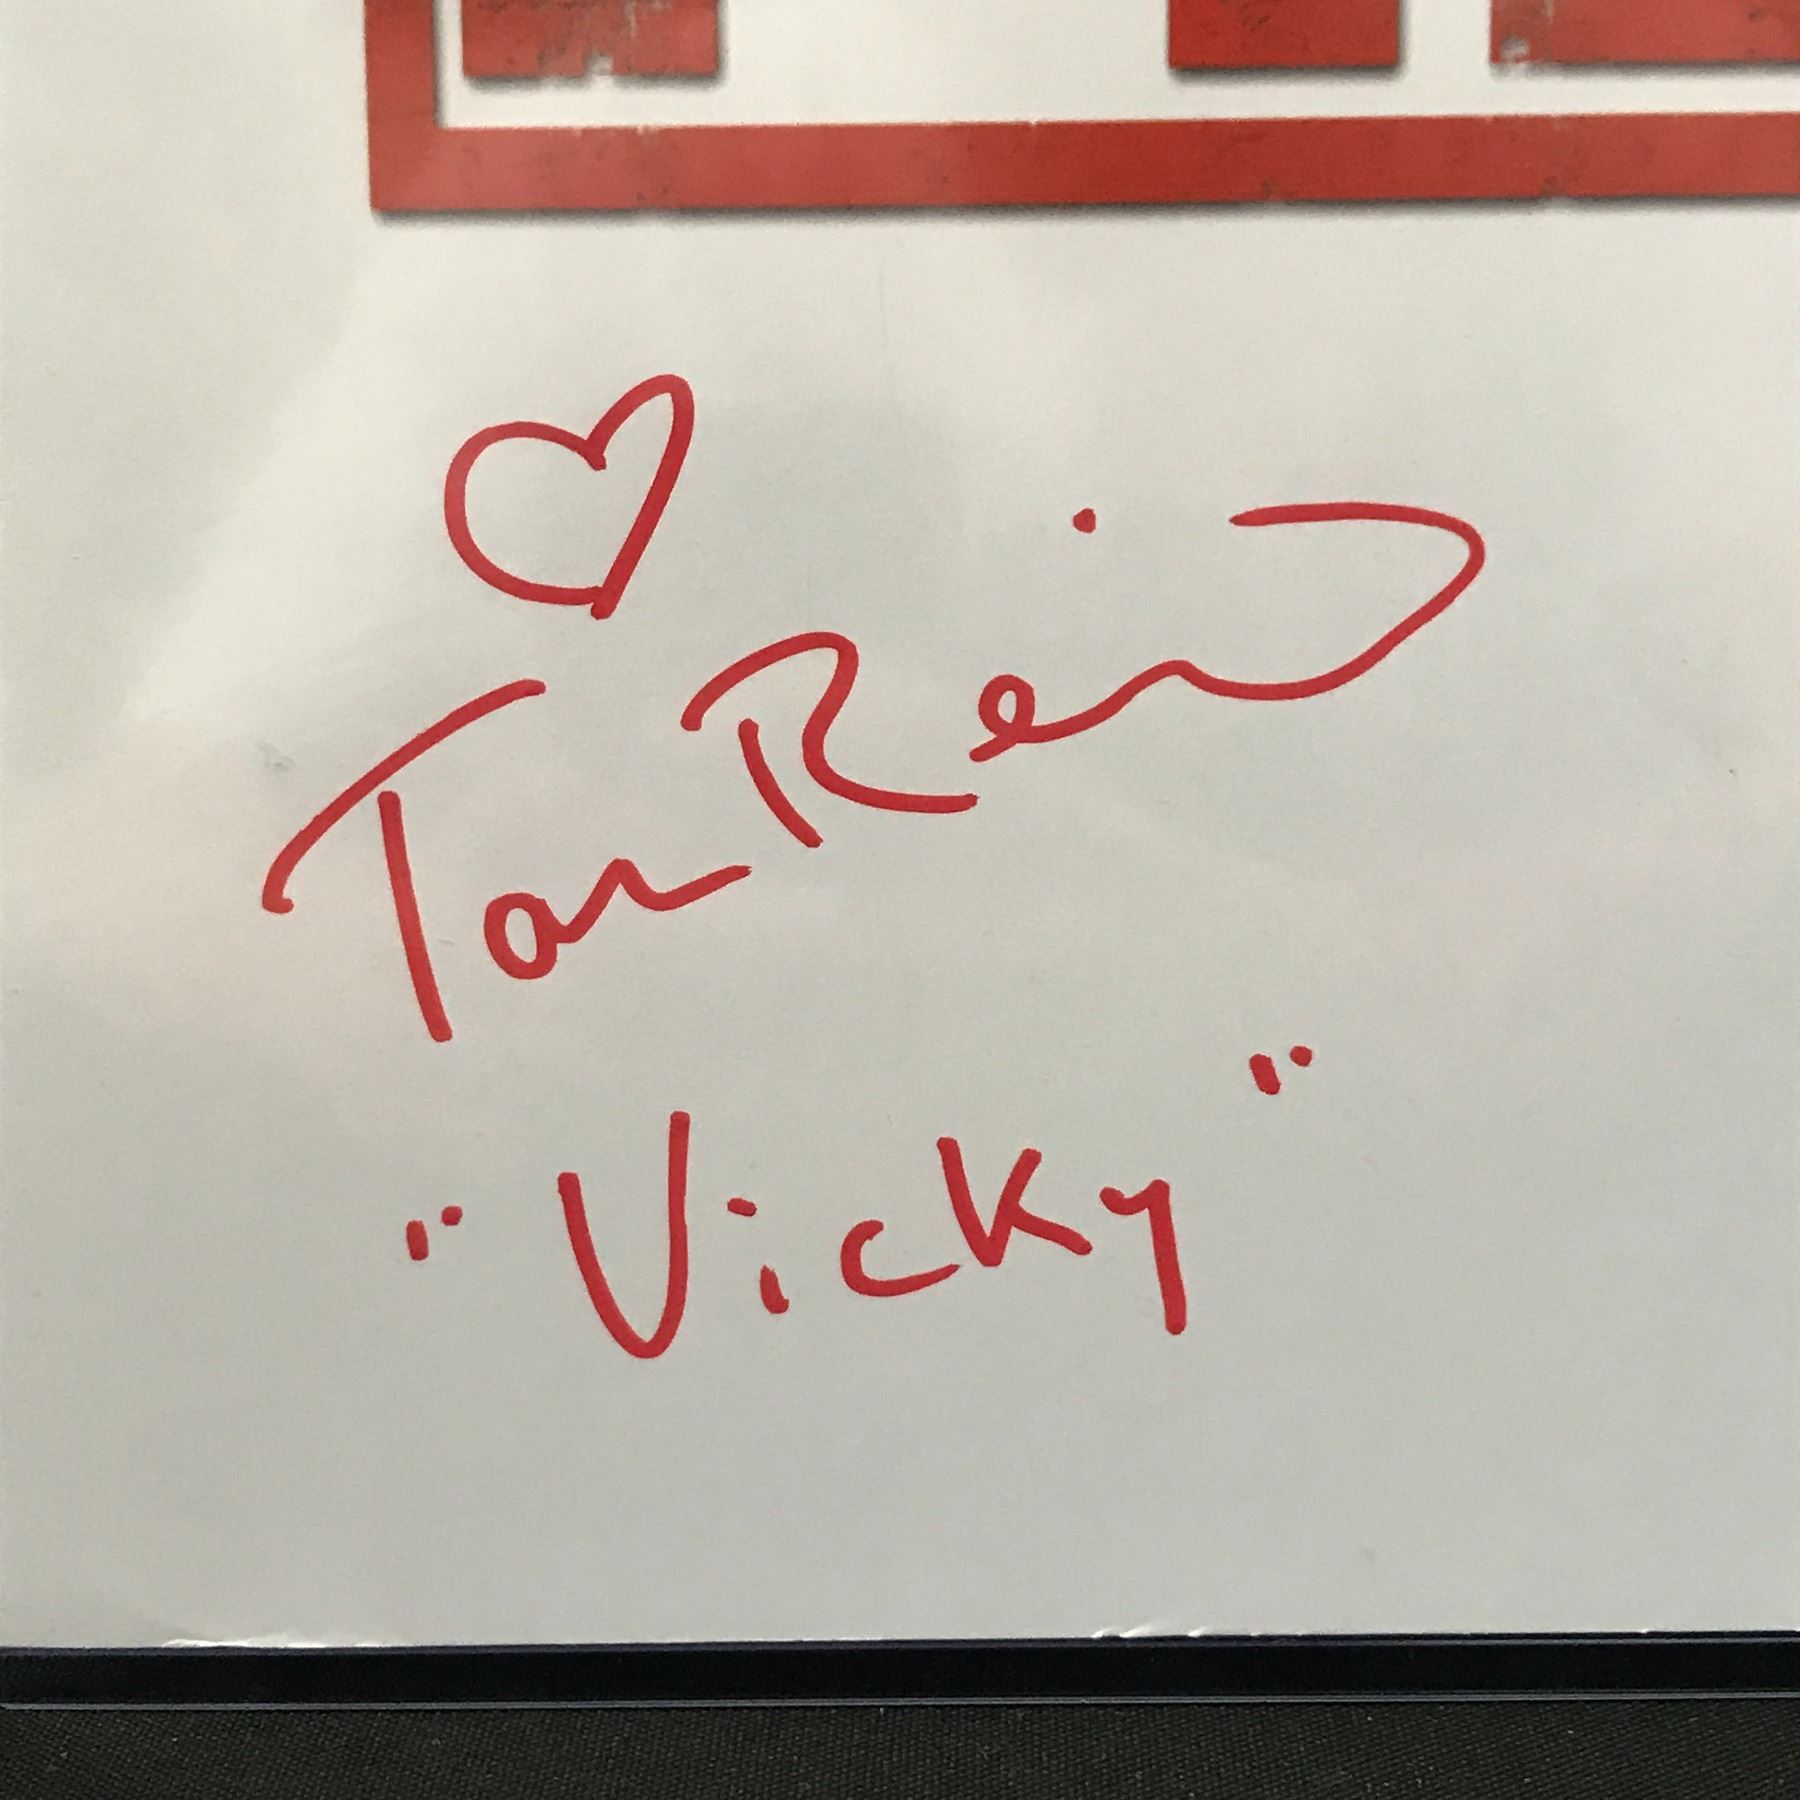 ♡
Tara Reid
"Vicky"